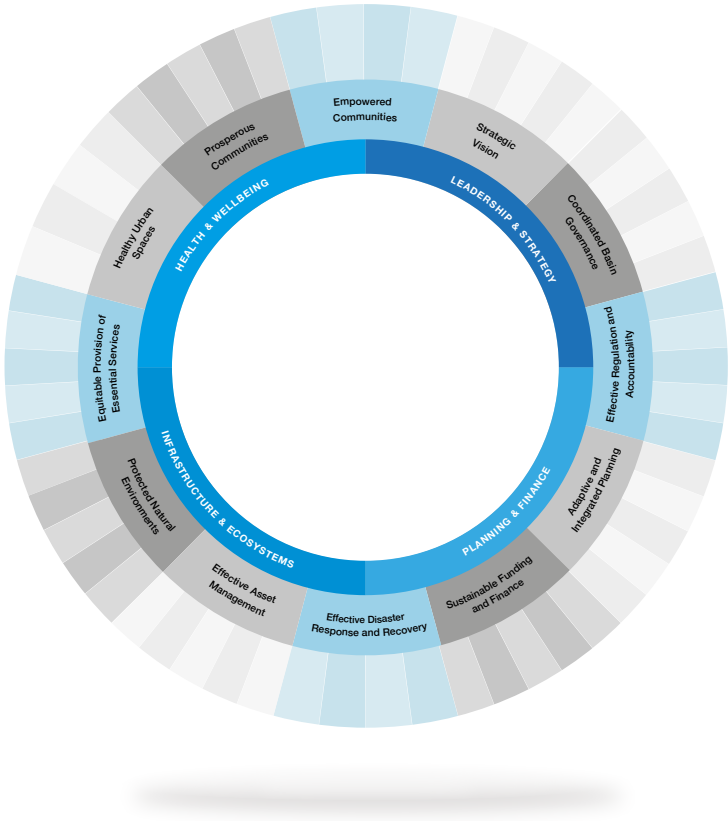 Empowered
Communities
Strategic
Vision
Coordinated Basin
Governance
Effective Regulation and
Accountability
Adaptive and
Integrated Planning
Sustainable Funding
and Finance
Effective Disaster
Response and Recovery
Effective Asset
Management
Protected Natural
Environments
Equitable Provision of
Essential Services
Healthy Urban
Spaces
Prosperous
Communities
HEALTH & WELLBEING
LEADERSHIP & STRATEGY
PLANNING & FINANCE
INFRASTRUCTURE & ECOSYSTEMS